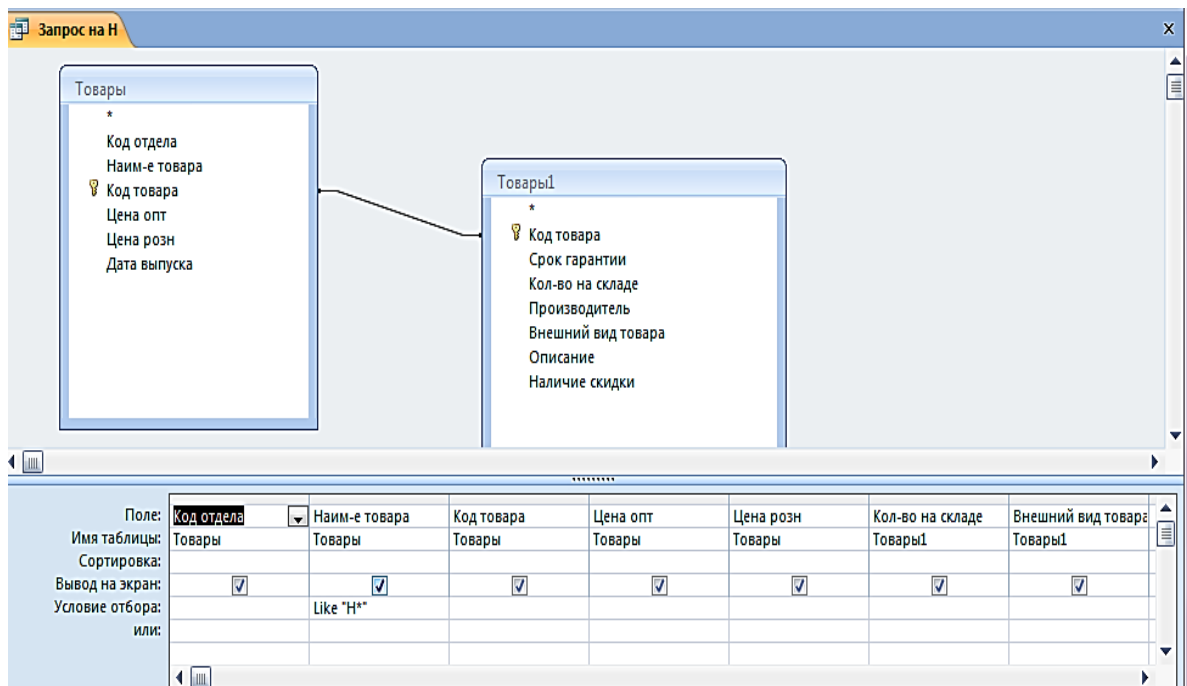 Запрос на Н
x
Товары
*
Код отдела
Наим-е товара
Код товара
Цена опт
Цена розн
Дата выпуска
Товары1
*
Код товара
Срок гарантии
Кол-во на складе
Производитель
Внешний вид товара
Описание
Наличие скидки
Поле: Код отдела Наим-е товара Код товара Цена опт Цена розн Кол-во на складе Внешний вид товара
Имя таблицы: Товары Товары Товары Товары Товары Товары1 Товары1
Сортировка:
Вывод на экран:
Условие отбора: Like "Н*"
или: